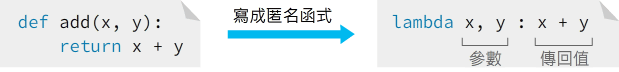 def add(x, y):
    return x + y
寫成匿名函式
lambda x, y : x + y
參數
傳回值